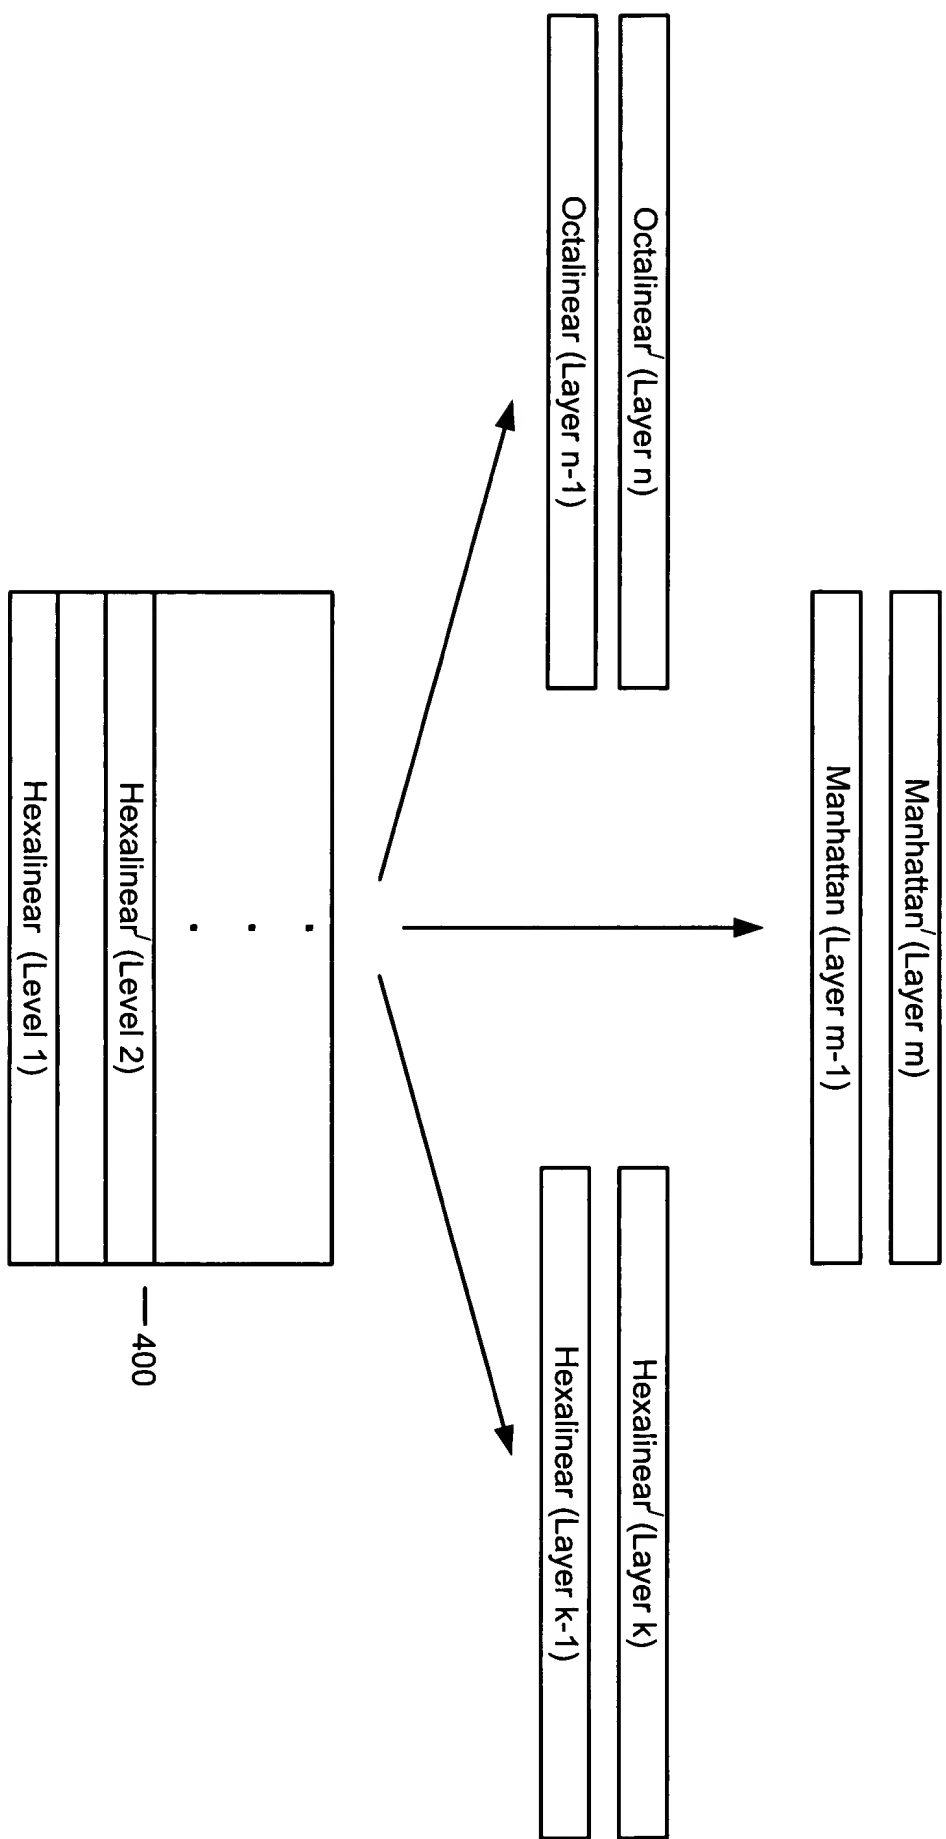 Manhattan/ (Layer m)
Manhattan (Layer m-1)
Octalinear/ (Layer n)
Octalinear (Layer n-1)
Hexalinear/ (Layer k)
Hexalinear (Layer k-1)
.
.
.
Hexalinear/ (Level 2)
Hexalinear (Level 1)
400